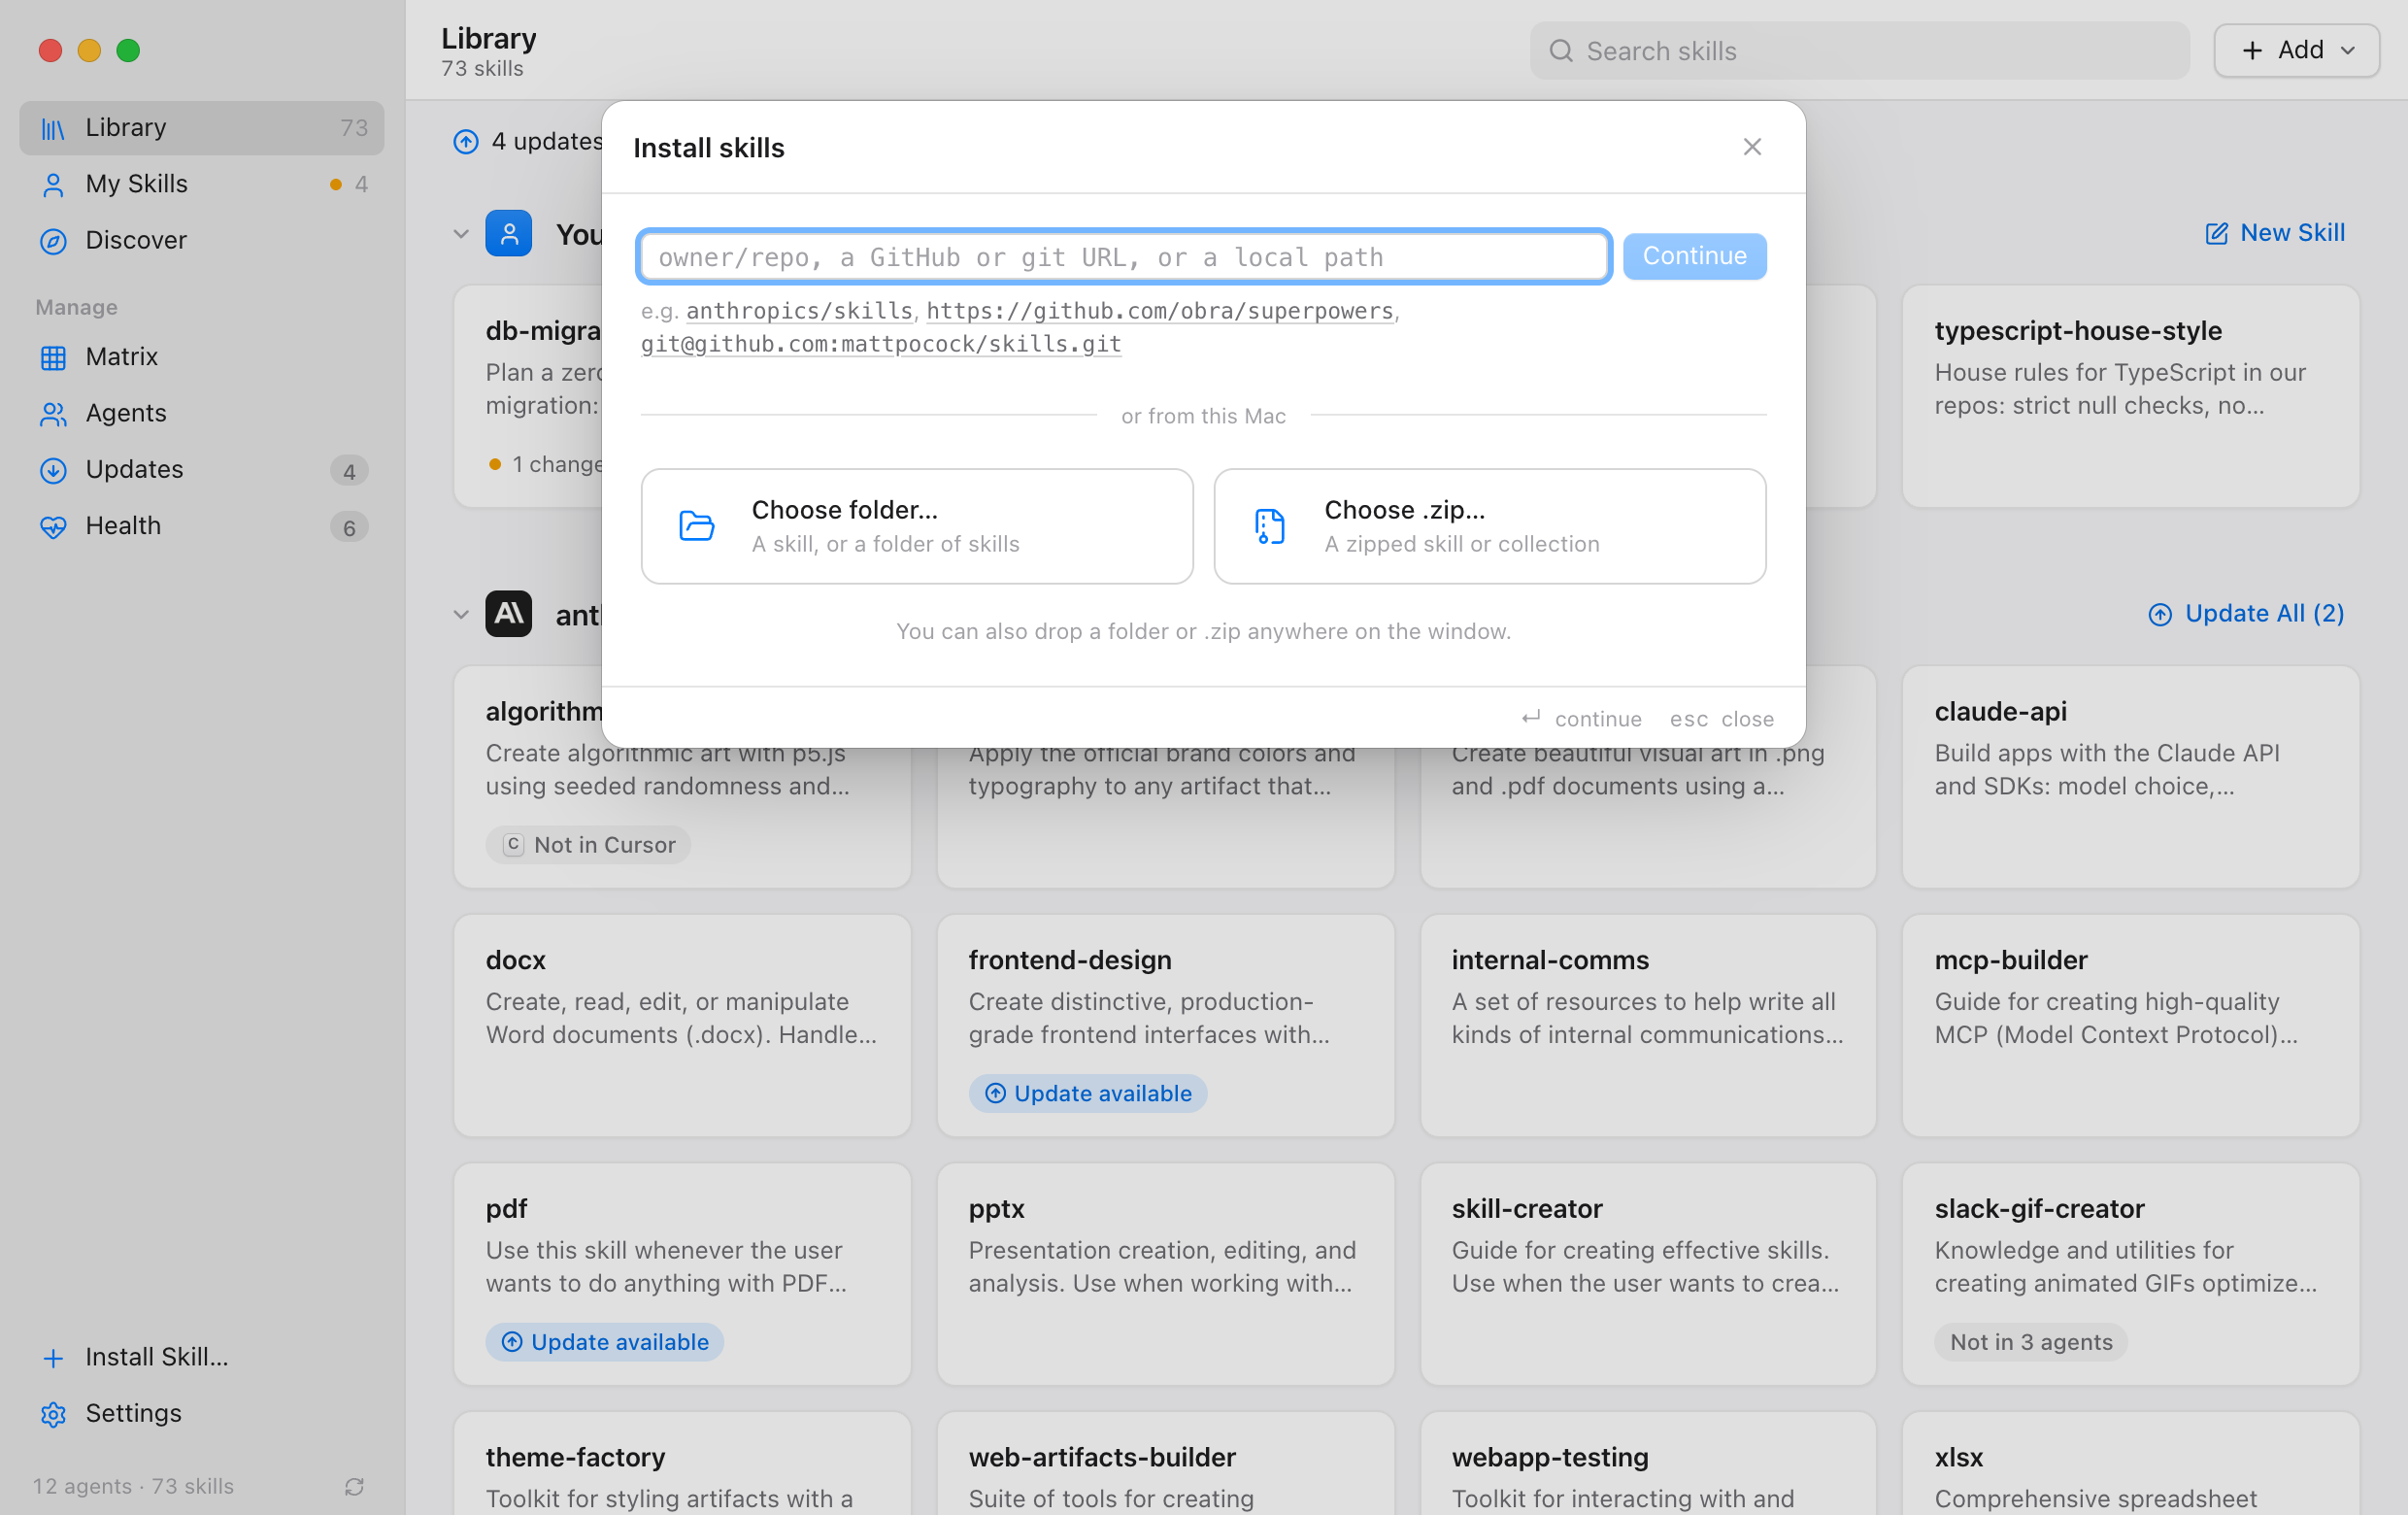 Library
73 skills
Search skills
Add
Library 73
My Skills 4
Discover
Manage
Matrix
Agents
Updates 4
Health 6
Install Skill...
Settings
12 agents · 73 skills
4 updates
You
New Skill
db-migra
Plan a zero
migration:
1 change
typescript-house-style
House rules for TypeScript in our
repos: strict null checks, no...
Install skills
owner/repo, a GitHub or git URL, or a local path
Continue
e.g. anthropics/skills, https://github.com/obra/superpowers,
git@github.com:mattpocock/skills.git
or from this Mac
Choose folder...
A skill, or a folder of skills
Choose .zip...
A zipped skill or collection
You can also drop a folder or .zip anywhere on the window.
continue esc close
ant
Update All (2)
algorithm
Create algorithmic art with p5.js
using seeded randomness and...
Not in Cursor
Apply the official brand colors and
typography to any artifact that...
Create beautiful visual art in .png
and .pdf documents using a...
claude-api
Build apps with the Claude API
and SDKs: model choice,...
docx
Create, read, edit, or manipulate
Word documents (.docx). Handle...
frontend-design
Create distinctive, production-
grade frontend interfaces with...
Update available
internal-comms
A set of resources to help write all
kinds of internal communications...
mcp-builder
Guide for creating high-quality
MCP (Model Context Protocol)...
pdf
Use this skill whenever the user
wants to do anything with PDF...
Update available
pptx
Presentation creation, editing, and
analysis. Use when working with...
skill-creator
Guide for creating effective skills.
Use when the user wants to crea...
slack-gif-creator
Knowledge and utilities for
creating animated GIFs optimize...
Not in 3 agents
theme-factory
Toolkit for styling artifacts with a
web-artifacts-builder
Suite of tools for creating
webapp-testing
Toolkit for interacting with and
xlsx
Comprehensive spreadsheet